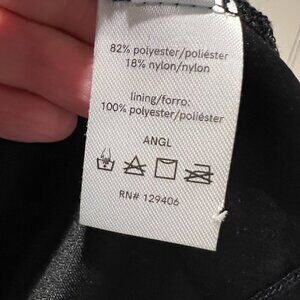 82% polyester/poliéster
18% nylon/nylon
lining/forro:
100% polyester/poliéster
ANGL
RN# 129406